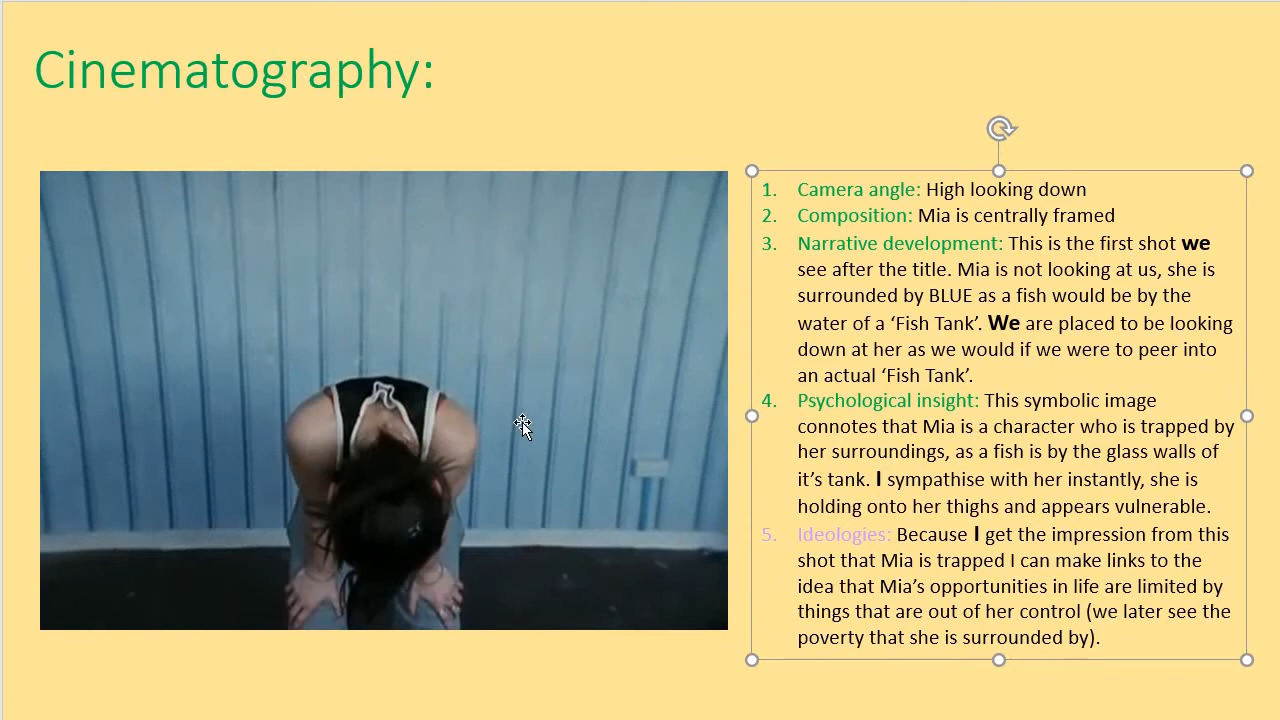 Cinematography:
1. Camera angle: High looking down
2. Composition: Mia is centrally framed
3. Narrative development: This is the first shot we
see after the title. Mia is not looking at us, she is
surrounded by BLUE as a fish would be by the
water of a ‘Fish Tank’. We are placed to be looking
down at her as we would if we were to peer into
an actual ‘Fish Tank’.
4. Psychological insight: This symbolic image
connotes that Mia is a character who is trapped by
her surroundings, as a fish is by the glass walls of
it’s tank. I sympathise with her instantly, she is
holding onto her thighs and appears vulnerable.
5. Ideologies: Because I get the impression from this
shot that Mia is trapped I can make links to the
idea that Mia’s opportunities in life are limited by
things that are out of her control (we later see the
poverty that she is surrounded by).